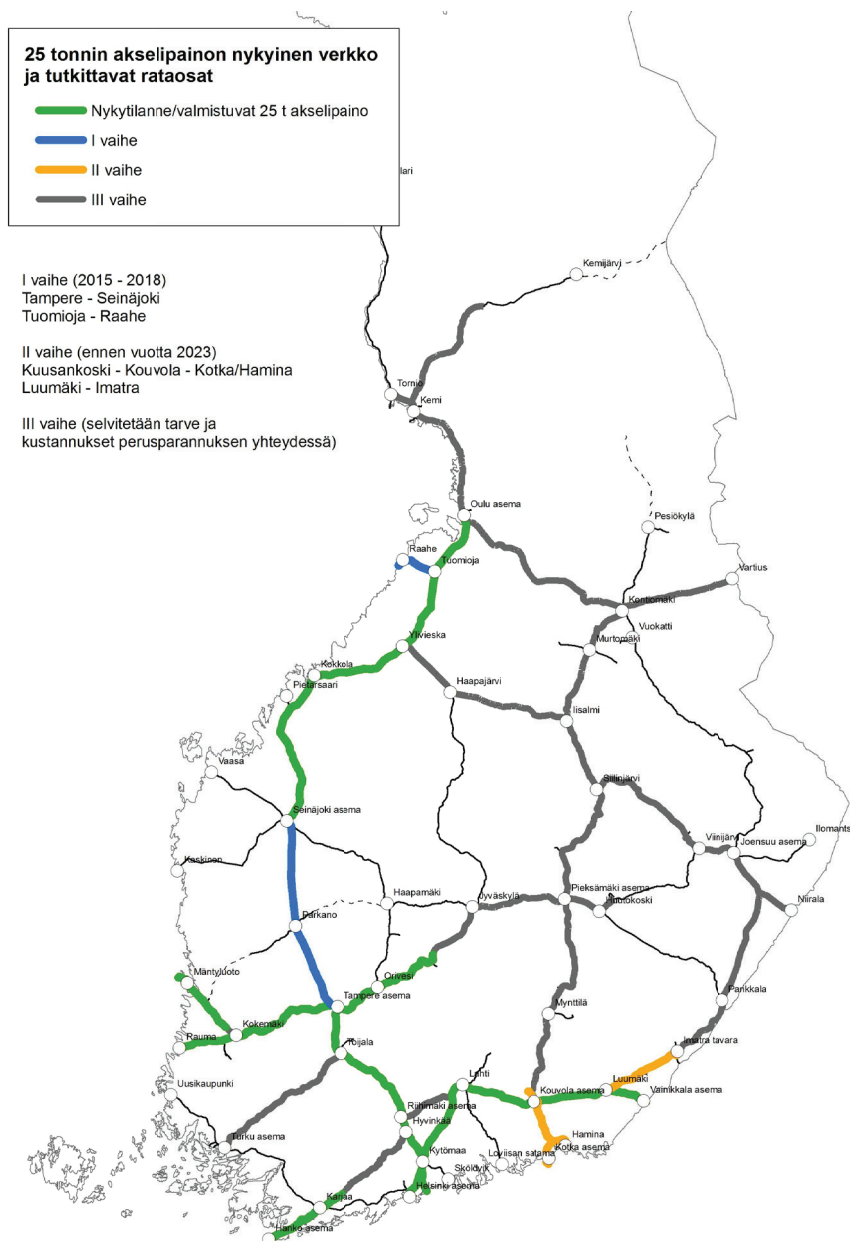 25 tonnin akselipainon nykyinen verkko
ja tutkittavat rataosat
Nykytilanne/valmistuvat 25 t akselipaino
I vaihe
II vaihe
III vaihe
lari
I vaihe (2015 - 2018)
Tampere - Seinäjoki
Tuomioja - Raahe
II vaihe (ennen vuotta 2023)
Kuusankoski - Kouvola - Kotka/Hamina
Luumäki - Imatra
III vaihe (selvitetään tarve ja
kustannukset perusparannuksen yhteydessä)
Kemijärvi
Tornio
Kemi
Oulu asema
Pesiökylä
Raahe
Tuomioja
Vartius
Kontiomäki
Vuokatti
Ylivieska
Murtomäki
Kokkola
Pietarsaari
Haapajärvi
Iisalmi
Vaasa
Siilinjärvi
Seinäjoki asema
Viinijärvi
Joensuu asema
Ilomants
Kaskinen
Haapamäki
Jyväskylä
Pieksämäki asema
Huutokoski
Niirala
Parkano
Mäntyluoto
Orivesi
Tampere asema
Parikkala
Kokemäki
Mynttilä
Rauma
Toijala
Imatra tavara
Uusikaupunki
Lahti
Luumäki
Kouvola asema
Vainikkala asema
Riihimäki asema
Hyvinkää
Turku asema
Hamina
Kotka asema
Loviisan satama
Kytömaa
Sköldvik
Karjaa
Helsinki asema
Hanko asema